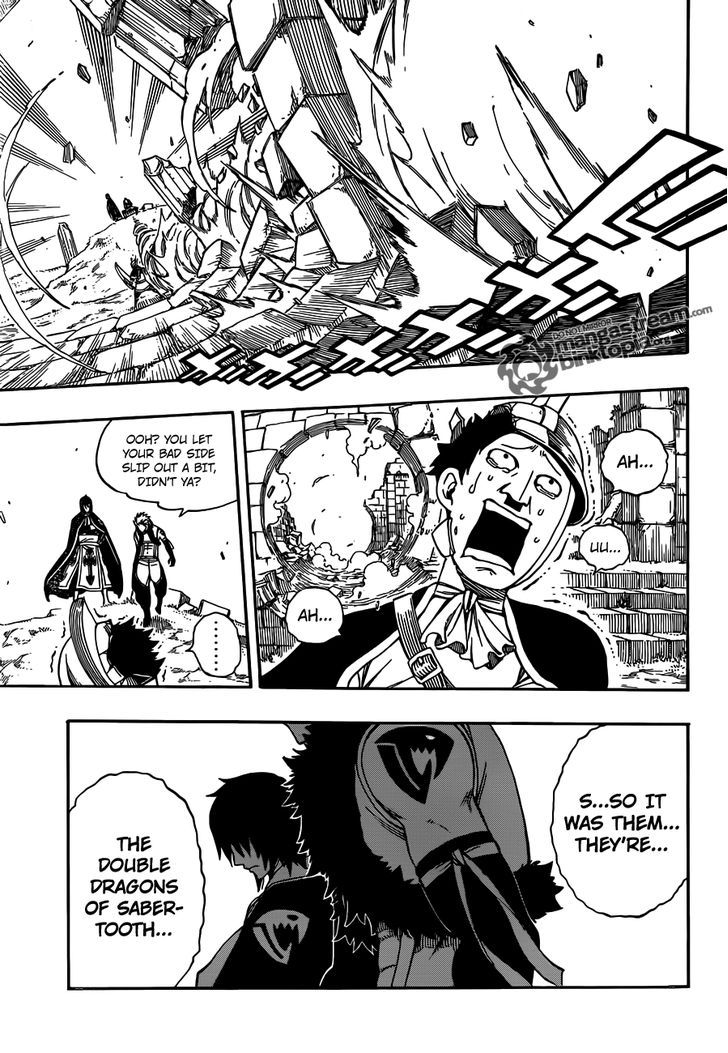 mangastream.com
binktopia
AH...
UU...
AH...
OOH? YOU LET
YOUR BAD SIDE
SLIP OUT A BIT,
DIDN'T YA?
......
S...SO IT
WAS THEM...
THEY'RE...
THE
DOUBLE
DRAGONS
OF SABER-
TOOTH...